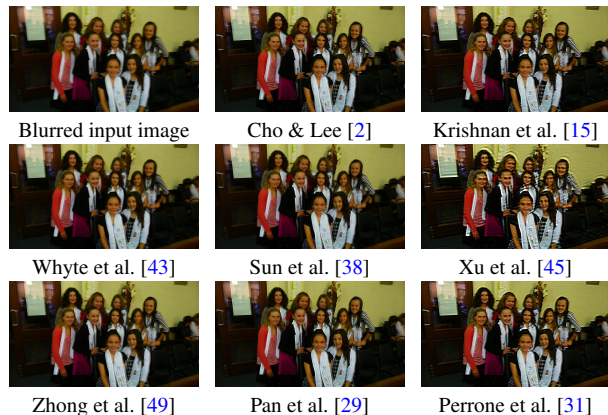 Blurred input image Cho & Lee [2] Krishnan et al. [15]
Whyte et al. [43] Sun et al. [38] Xu et al. [45]
Zhong et al. [49] Pan et al. [29] Perrone et al. [31]